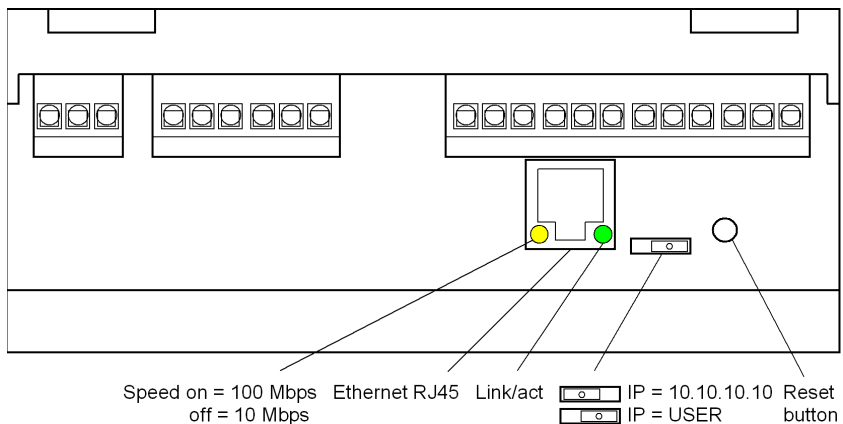 Speed on = 100 Mbps Ethernet RJ45 Link/act IP = 10.10.10.10 Reset
off = 10 Mbps IP = USER button